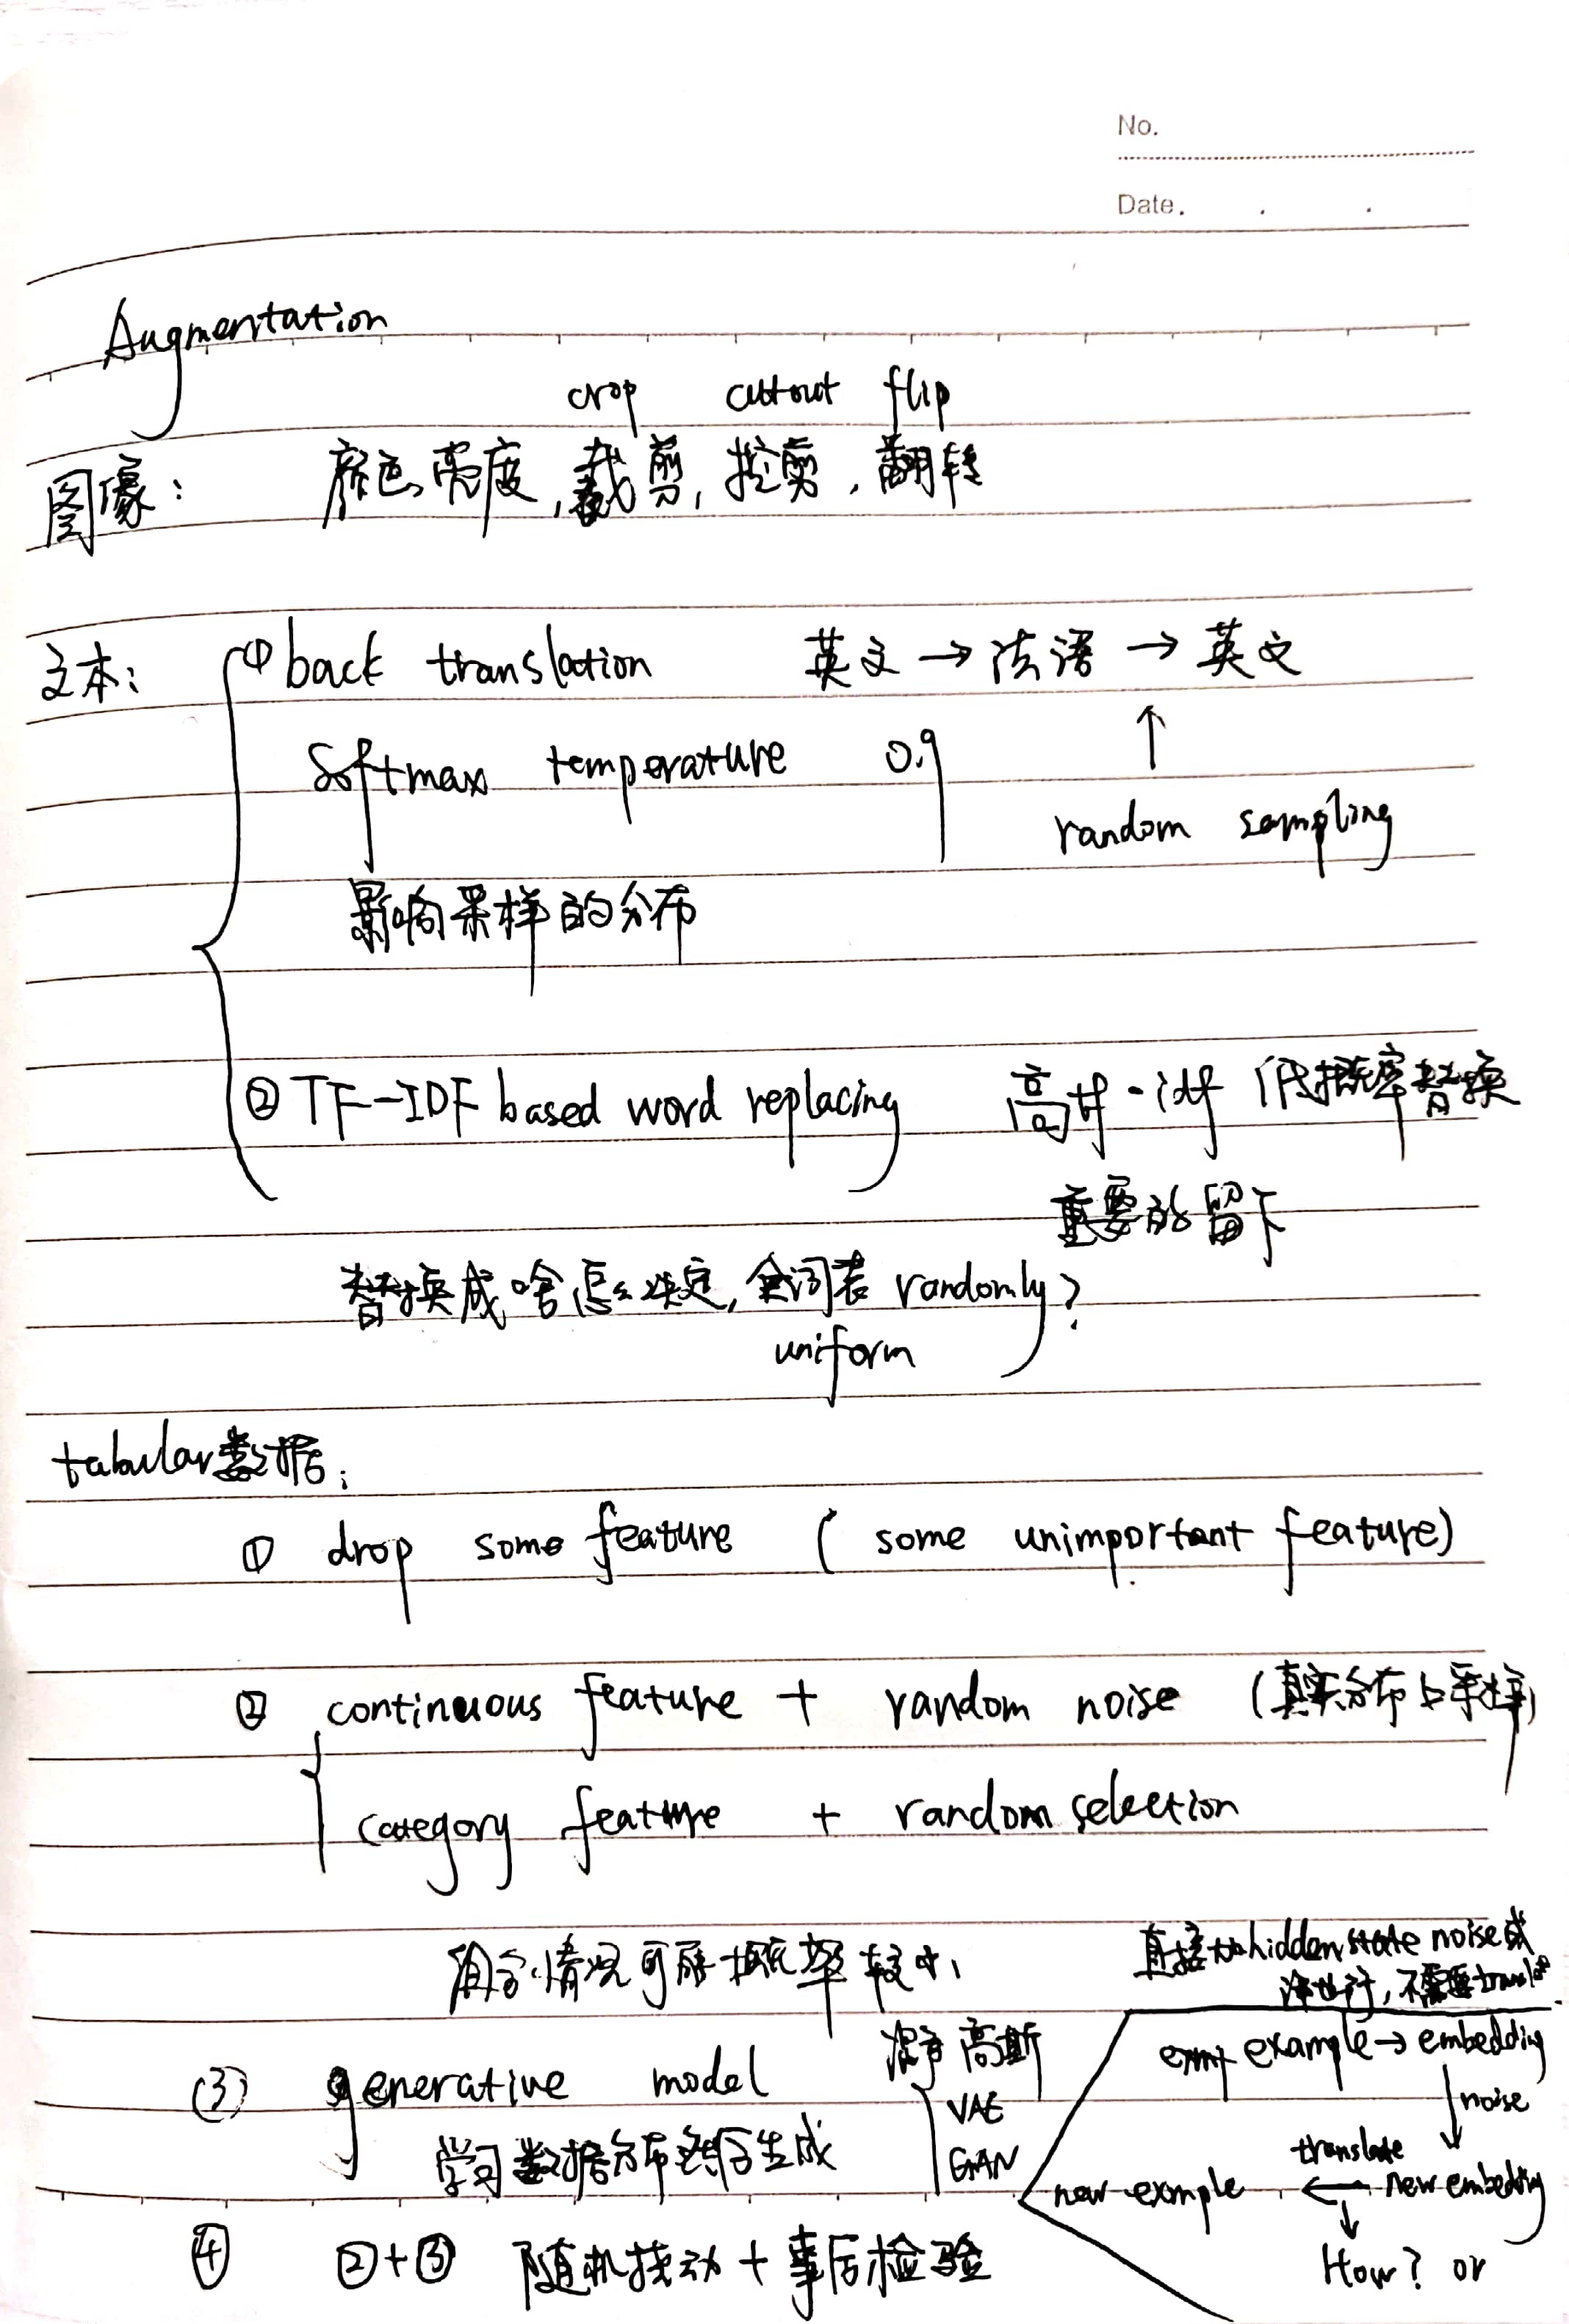 No.
Date.
Augmentation
crop cutout flip
图像： 颜色亮度, 裁剪, 挖剪, 翻转
文本： ① back translation 英文 → 法语 → 英文
Softmax temperature 0.9 ↑
random sampling
影响采样的分布
② TF-IDF based word replacing 高tf·idf 低概率替换
重要的留下
替换成啥怎么决定, 全词表 randomly?
uniform
tabular数据：
① drop some feature ( some unimportant feature)
② continuous feature + random noise (真实分布上采样)
category feature + random selection
组合情况可能概率较小
直接加hidden state noise或
不需要translate
③ generative model 混合高斯
VAE
GAN
学习数据分布然后生成
example → embedding
noise
translate
new example ← new embedding
How? or
④ ②+③ 随机扰动 + 事后检验